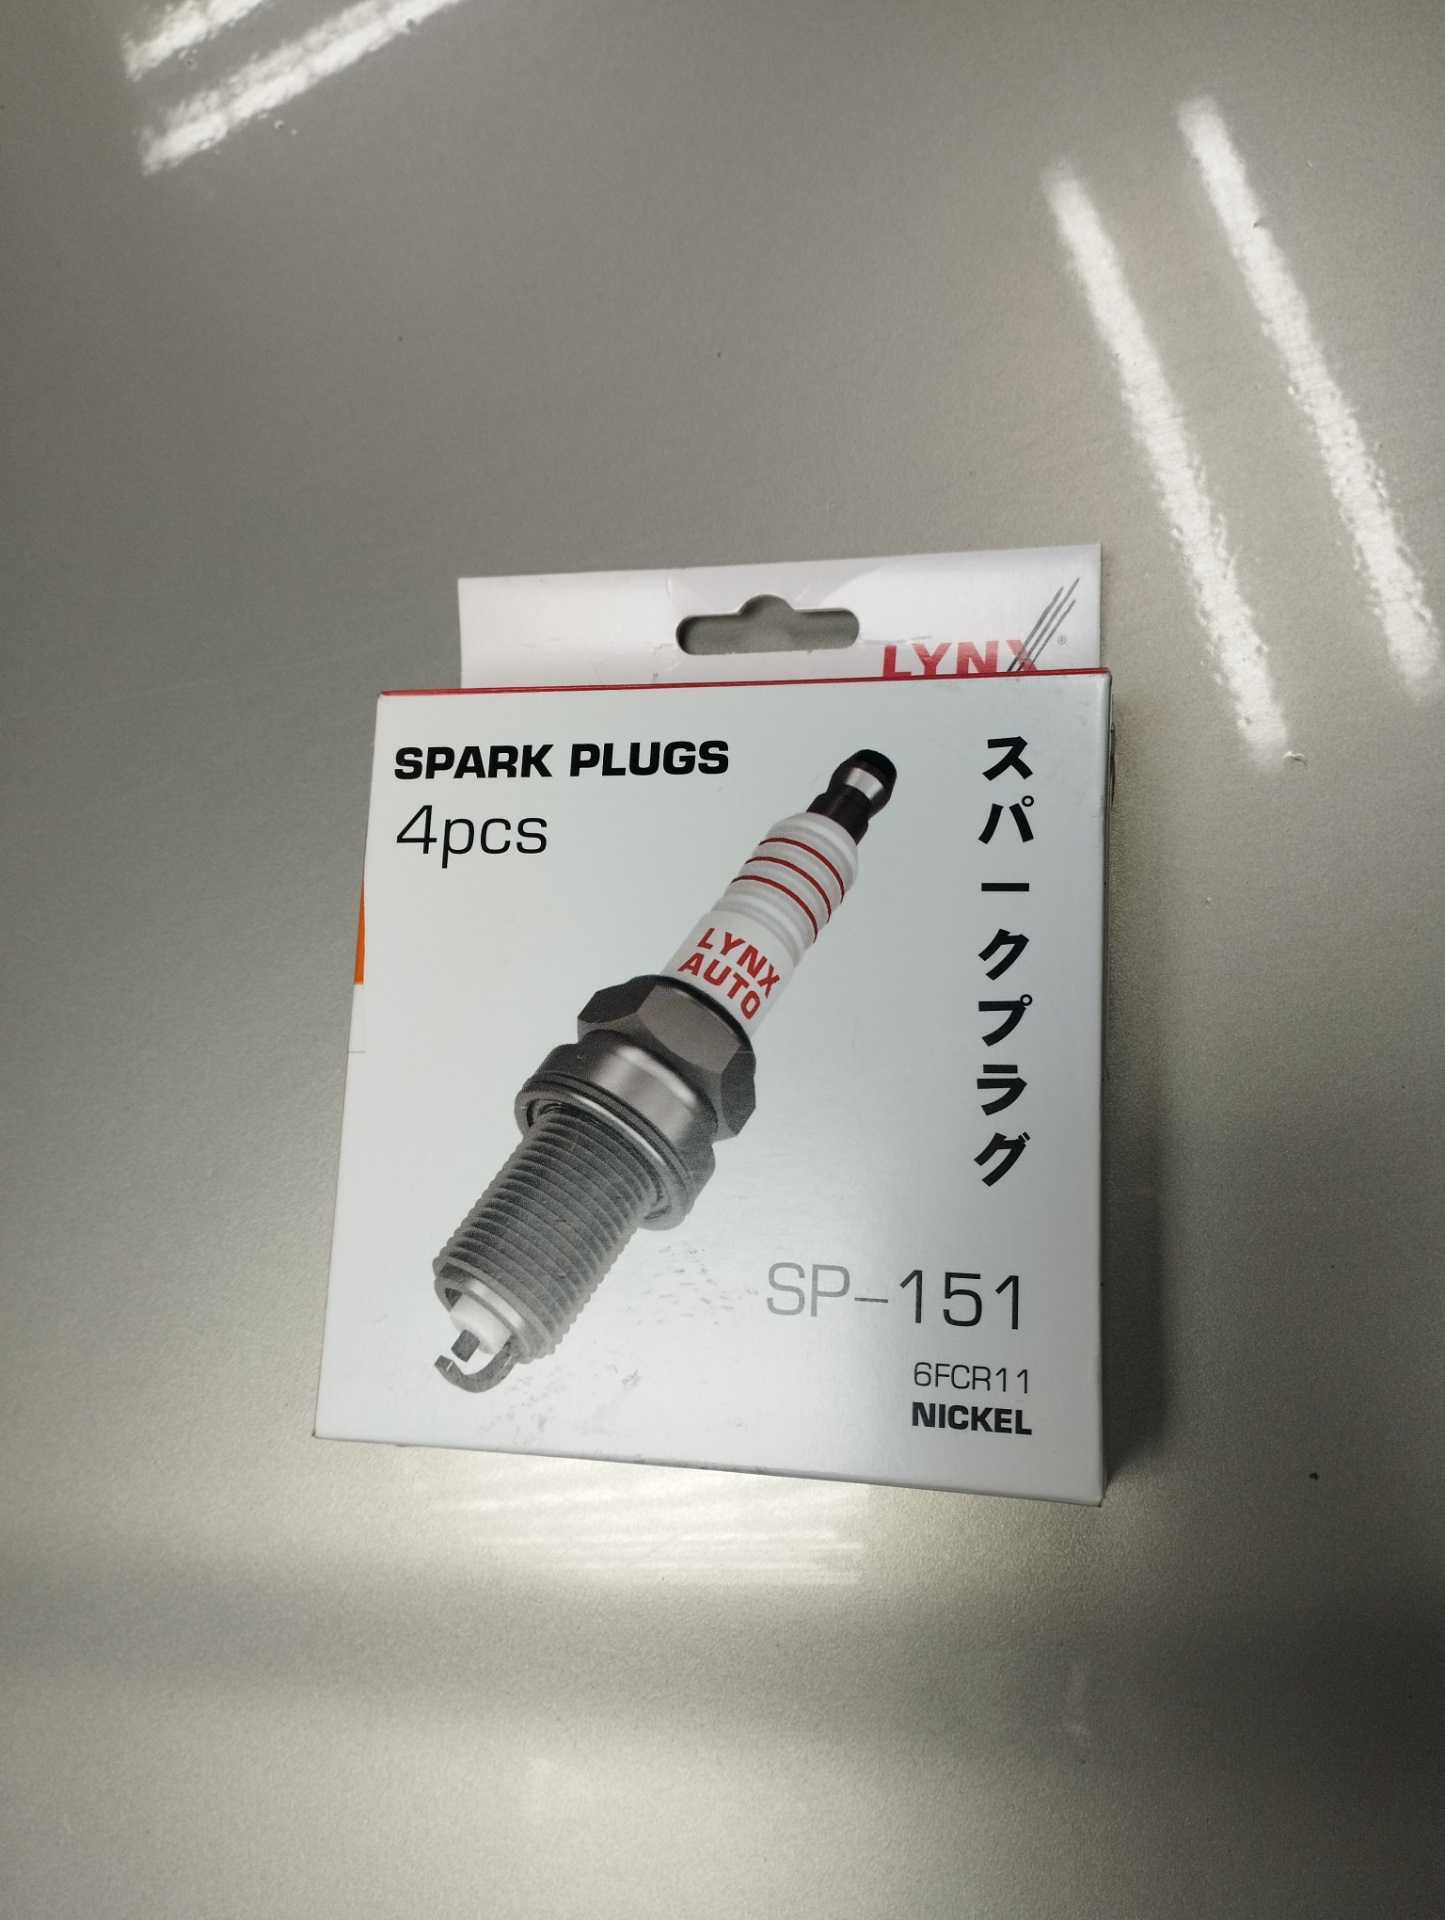 LYNX®
SPARK PLUGS
4pcs
スパークプラグ
LYNX
AUTO
SP-151
6FCR11
NICKEL